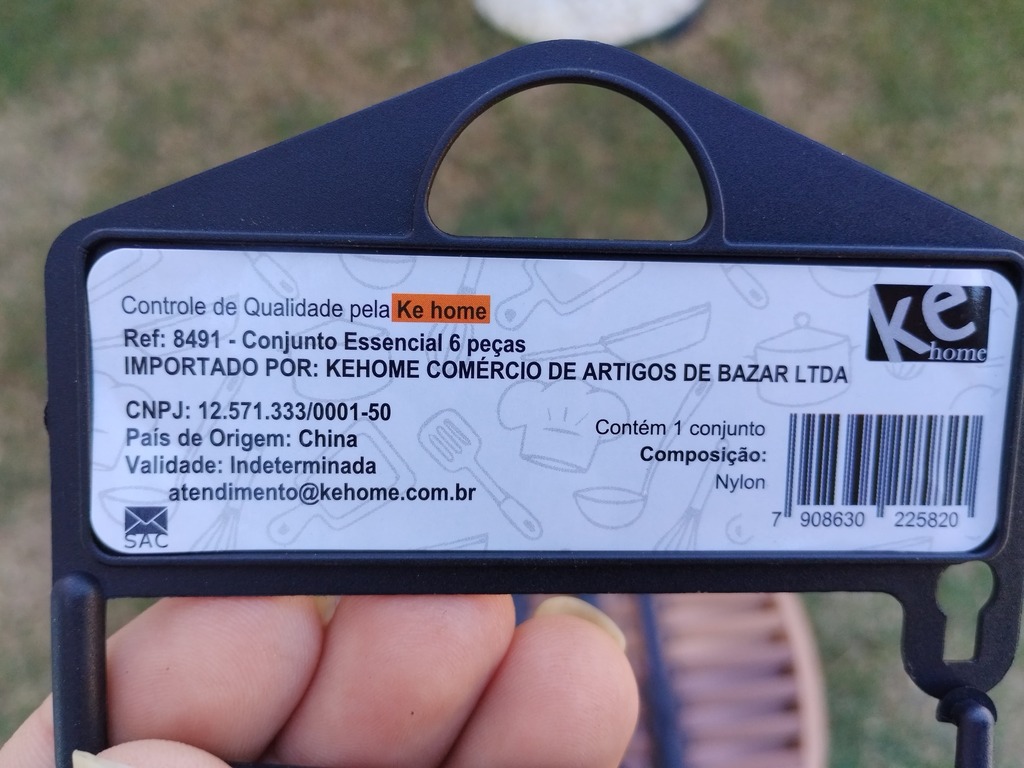 Controle de Qualidade pela Ke home
Ref: 8491 - Conjunto Essencial 6 peças
IMPORTADO POR: KEHOME COMÉRCIO DE ARTIGOS DE BAZAR LTDA
CNPJ: 12.571.333/0001-50
País de Origem: China
Validade: Indeterminada
atendimento@kehome.com.br
SAC
ke
home
Contém 1 conjunto
Composição:
Nylon
7 908630 225820